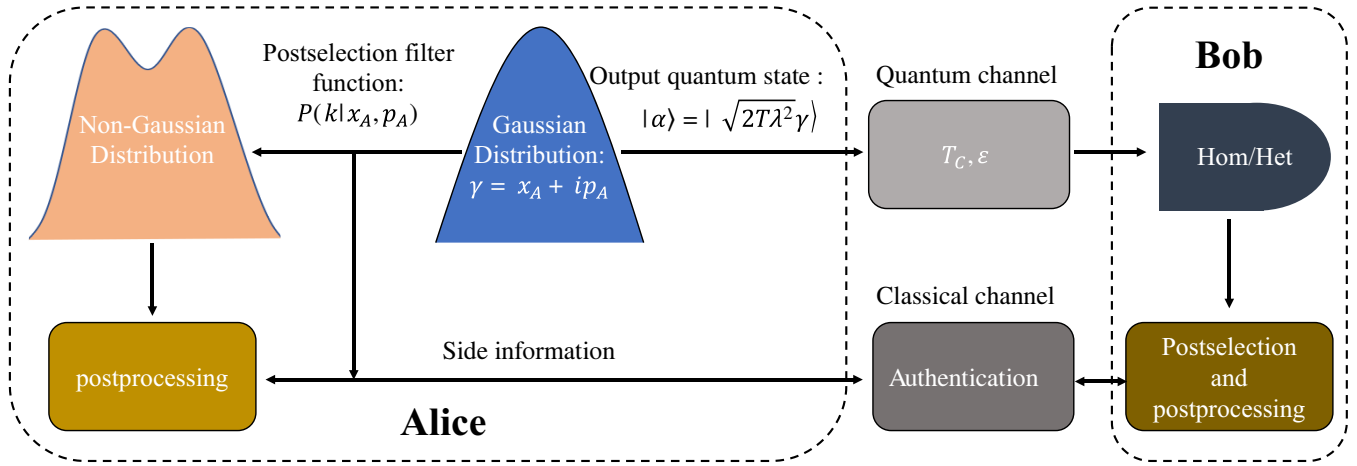 Postselection filter
function:
P(k|x_A, p_A)
Non-Gaussian
Distribution
Gaussian
Distribution:
γ = x_A + ip_A
Output quantum state :
|α⟩ = | √(2Tλ²)γ⟩
Quantum channel
T_C, ε
Bob
Hom/Het
postprocessing
Side information
Alice
Classical channel
Authentication
Postselection
and
postprocessing